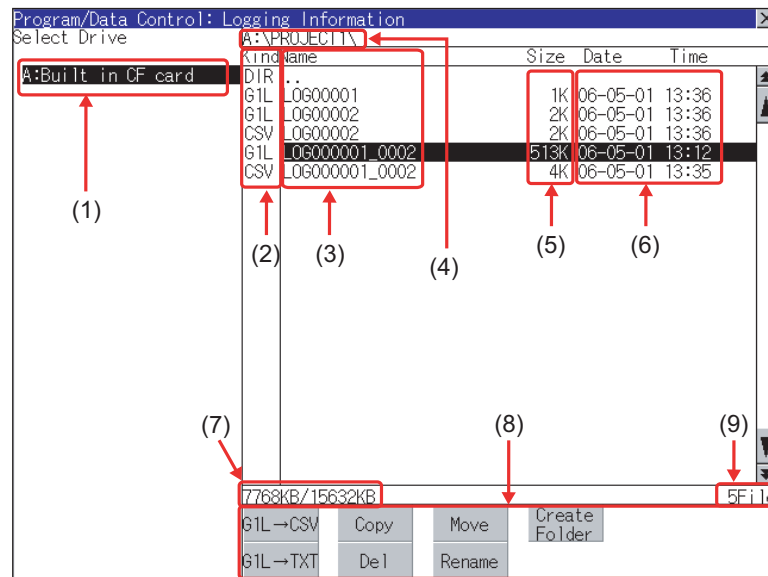 Program/Data Control: Logging Information
Select Drive A:\PROJECT1\
Kind Name Size Date Time
A:Built in CF card
DIR ..
G1L LOG00001 1K 06-05-01 13:36
G1L LOG00002 2K 06-05-01 13:36
CSV LOG00002 2K 06-05-01 13:36
G1L LOG000001_0002 513K 06-05-01 13:12
CSV LOG000001_0002 4K 06-05-01 13:35
(1) (2) (3) (4) (5) (6)
(7) (8) (9)
7768KB/15632KB 5File
G1L→CSV Copy Move Create Folder
G1L→TXT Del Rename